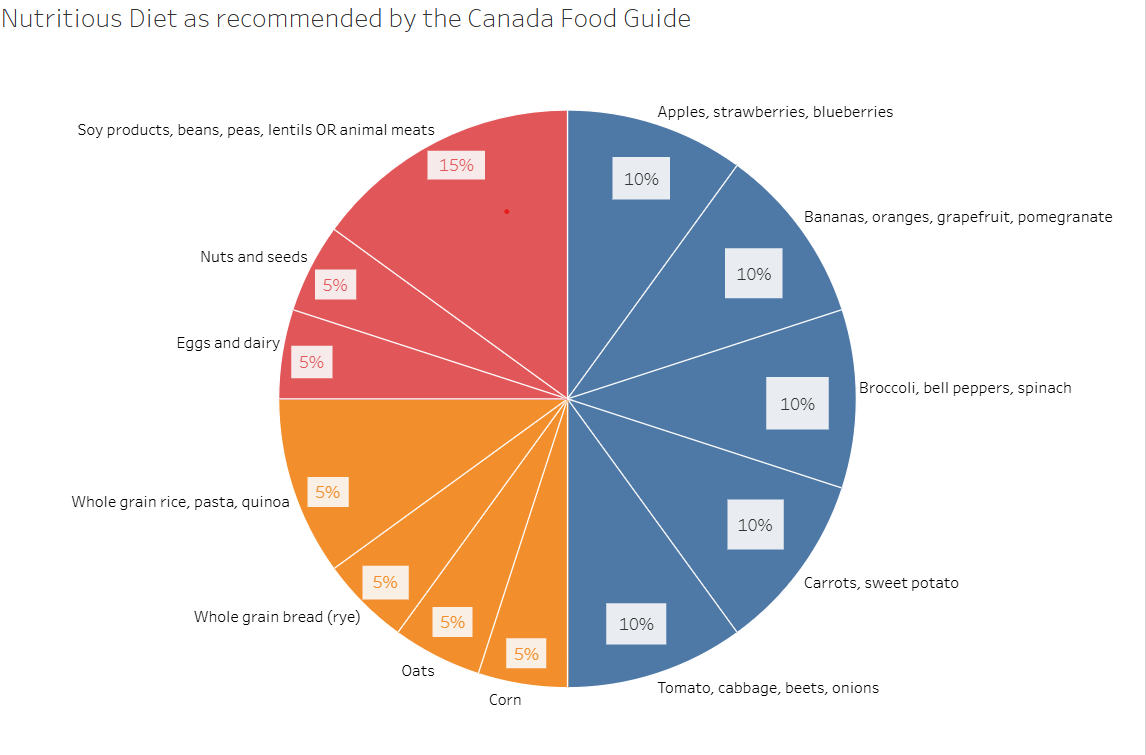 Nutritious Diet as recommended by the Canada Food Guide
Apples, strawberries, blueberries
10%
Bananas, oranges, grapefruit, pomegranate
10%
Broccoli, bell peppers, spinach
10%
Carrots, sweet potato
10%
Tomato, cabbage, beets, onions
10%
Corn
5%
Oats
5%
Whole grain bread (rye)
5%
Whole grain rice, pasta, quinoa
5%
Eggs and dairy
5%
Nuts and seeds
5%
Soy products, beans, peas, lentils OR animal meats
15%